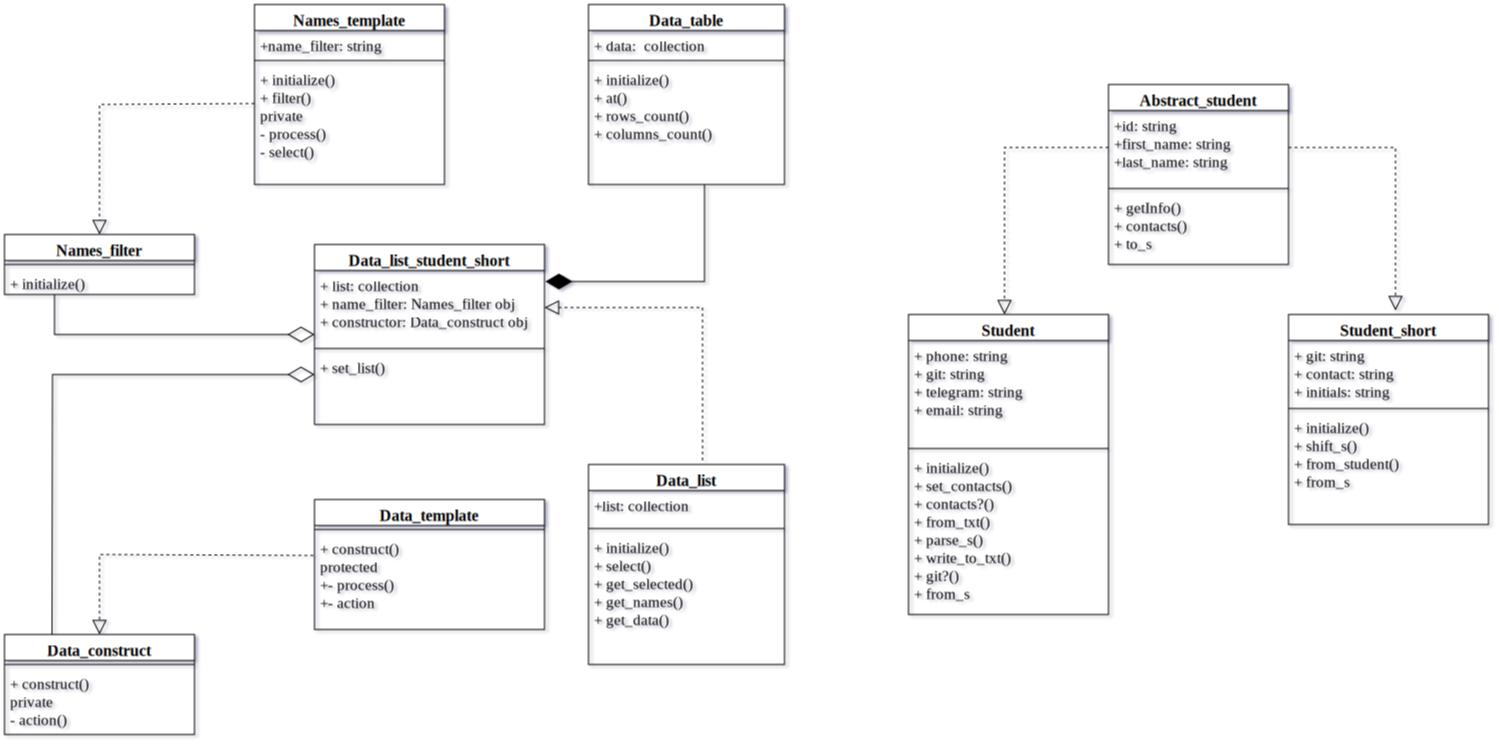 Names_template
+name_filter: string
+ initialize()
+ filter()
private
- process()
- select()
Data_table
+ data: collection
+ initialize()
+ at()
+ rows_count()
+ columns_count()
Abstract_student
+id: string
+first_name: string
+last_name: string
+ getInfo()
+ contacts()
+ to_s
Names_filter
+ initialize()
Data_list_student_short
+ list: collection
+ name_filter: Names_filter obj
+ constructor: Data_construct obj
+ set_list()
Student
+ phone: string
+ git: string
+ telegram: string
+ email: string
+ initialize()
+ set_contacts()
+ contacts?()
+ from_txt()
+ parse_s()
+ write_to_txt()
+ git?()
+ from_s
Student_short
+ git: string
+ contact: string
+ initials: string
+ initialize()
+ shift_s()
+ from_student()
+ from_s
Data_template
+ construct()
protected
+- process()
+- action
Data_list
+list: collection
+ initialize()
+ select()
+ get_selected()
+ get_names()
+ get_data()
Data_construct
+ construct()
private
- action()